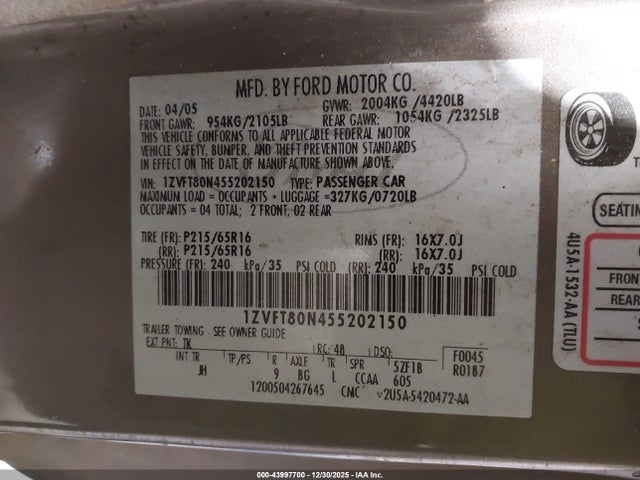 MFD. BY FORD MOTOR CO.
DATE: 04/05 GVWR: 2004KG /4420LB
FRONT GAWR: 954KG/2105LB REAR GAWR: 1054KG /2325LB
THIS VEHICLE CONFORMS TO ALL APPLICABLE FEDERAL MOTOR
VEHICLE SAFETY, BUMPER, AND THEFT PREVENTION STANDARDS
IN EFFECT ON THE DATE OF MANUFACTURE SHOWN ABOVE.
VIN: 1ZVFT80N455202150 TYPE: PASSENGER CAR
MAXIMUM LOAD = OCCUPANTS + LUGGAGE =327KG/0720LB
OCCUPANTS = 04 TOTAL; 2 FRONT, 02 REAR
TIRE (FR): P215/65R16 RIMS (FR): 16X7.0J
(RR): P215/65R16 (RR): 16X7.0J
PRESSURE (FR): 240 kPa/35 PSI COLD (RR): 240 kPa/35 PSI COLD
1ZVFT80N455202150
TRAILER TOWING - SEE OWNER GUIDE
EXT PNT: TK RC: 48 DSO: F0045
INT TR TP/PS R AXLE TR SPR 5ZF1B R0187
JH 9 BG L CCAA 605
1200504267645 CMC ▽2U5A-5420472-AA
4U5A-1532-AA (TLU)
SEATIN
FRON
REAR
000-43997700 - 12/30/2025 - IAA Inc.